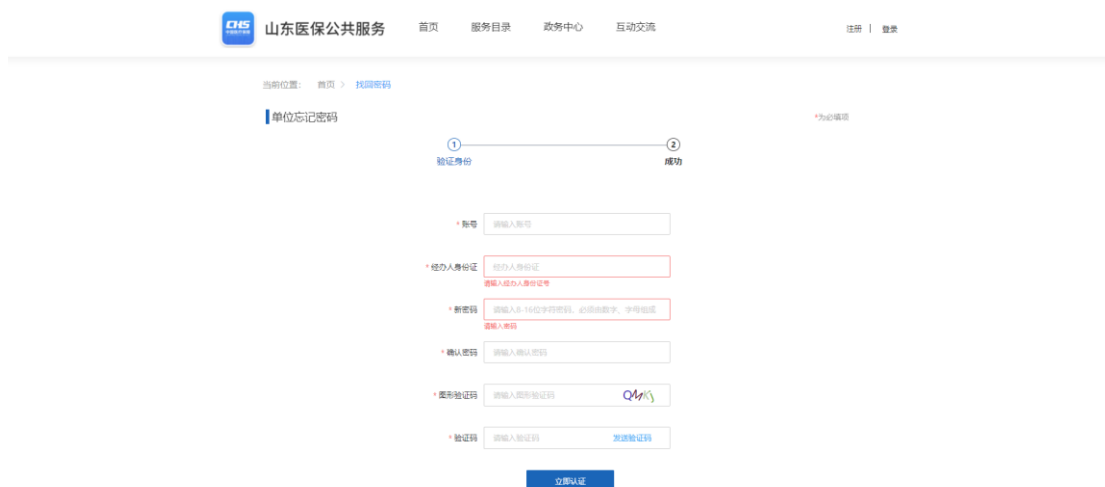 CHS 山东医保公共服务 首页 服务目录 政务中心 互动交流 注册 | 登录
当前位置： 首页 > 找回密码
单位忘记密码 *为必填项
1 2
验证身份 成功
* 账号 请输入账号
* 经办人身份证 经办人身份证
请输入经办人身份证号
* 新密码 请输入8-16位字符密码，必须由数字、字母组成
请输入密码
* 确认密码 请输入确认密码
* 图形验证码 请输入图形验证码 QMKj
* 验证码 请输入验证码 发送验证码
立即认证